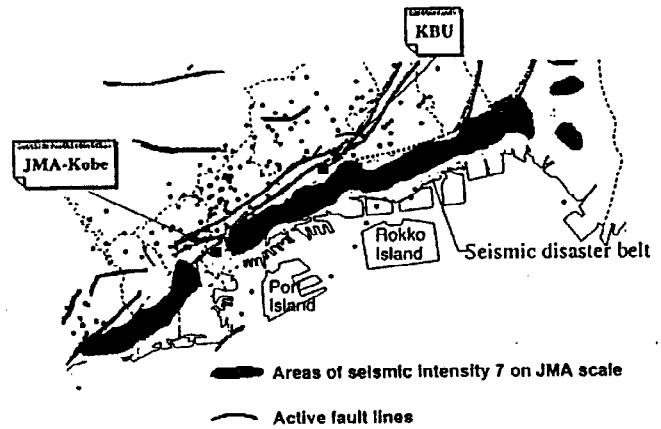 KBU
JMA-Kobe
Rokko
Island
Seismic disaster belt
Port
Island
Areas of seismic intensity 7 on JMA scale
Active fault lines